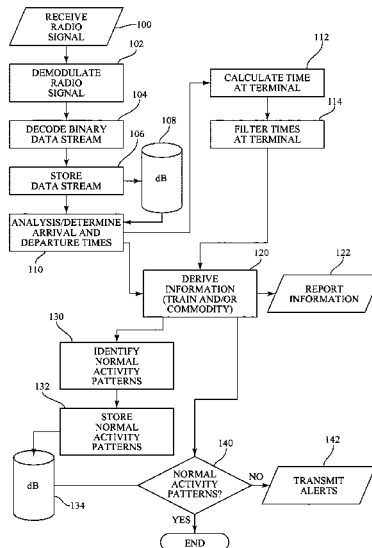 RECEIVE
RADIO
SIGNAL
100
102
DEMODULATE
RADIO
SIGNAL
104
DECODE BINARY
DATA STREAM
106
108
STORE
DATA STREAM
dB
ANALYSIS/DETERMINE
ARRIVAL AND
DEPARTURE TIMES
110
112
CALCULATE TIME
AT TERMINAL
114
FILTER TIMES
AT TERMINAL
120
DERIVE
INFORMATION
(TRAIN AND/OR
COMMODITY)
122
REPORT
INFORMATION
130
IDENTIFY
NORMAL
ACTIVITY
PATTERNS
132
STORE
NORMAL
ACTIVITY
PATTERNS
dB
134
140
NORMAL
ACTIVITY
PATTERNS?
NO
142
TRANSMIT
ALERTS
YES
END